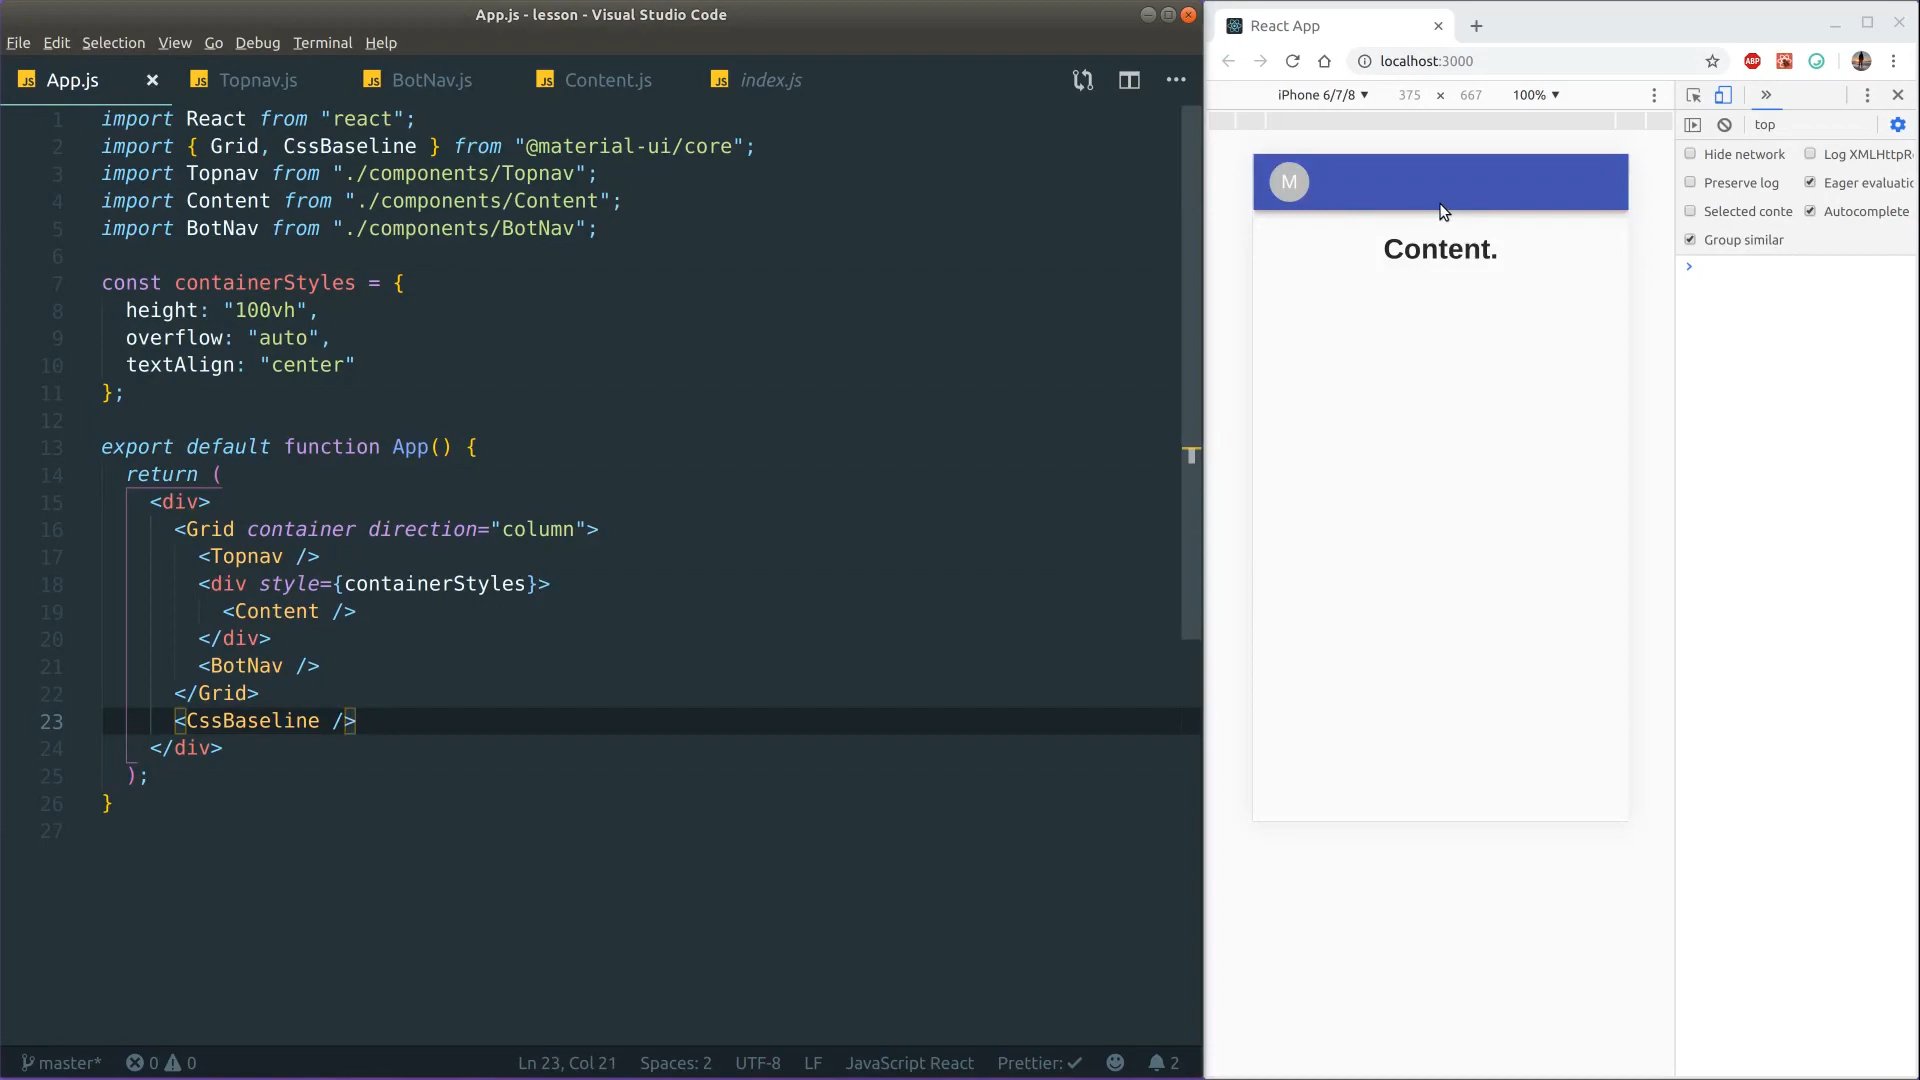 App.js - lesson - Visual Studio Code
File Edit Selection View Go Debug Terminal Help
JS App.js JS Topnav.js JS BotNav.js JS Content.js JS index.js
1 import React from "react";
2 import { Grid, CssBaseline } from "@material-ui/core";
3 import Topnav from "./components/Topnav";
4 import Content from "./components/Content";
5 import BotNav from "./components/BotNav";
6
7 const containerStyles = {
8 height: "100vh",
9 overflow: "auto",
10 textAlign: "center"
11 };
12
13 export default function App() {
14 return (
15 <div>
16 <Grid container direction="column">
17 <Topnav />
18 <div style={containerStyles}>
19 <Content />
20 </div>
21 <BotNav />
22 </Grid>
23 <CssBaseline />
24 </div>
25 );
26 }
27
master* 0 0 Ln 23, Col 21 Spaces: 2 UTF-8 LF JavaScript React Prettier: ✓ 2
React App
localhost:3000
ABP
iPhone 6/7/8 375 × 667 100%
top
Hide network Log XMLHttpR
Preserve log Eager evaluatio
Selected conte Autocomplete
Group similar
M
Content.